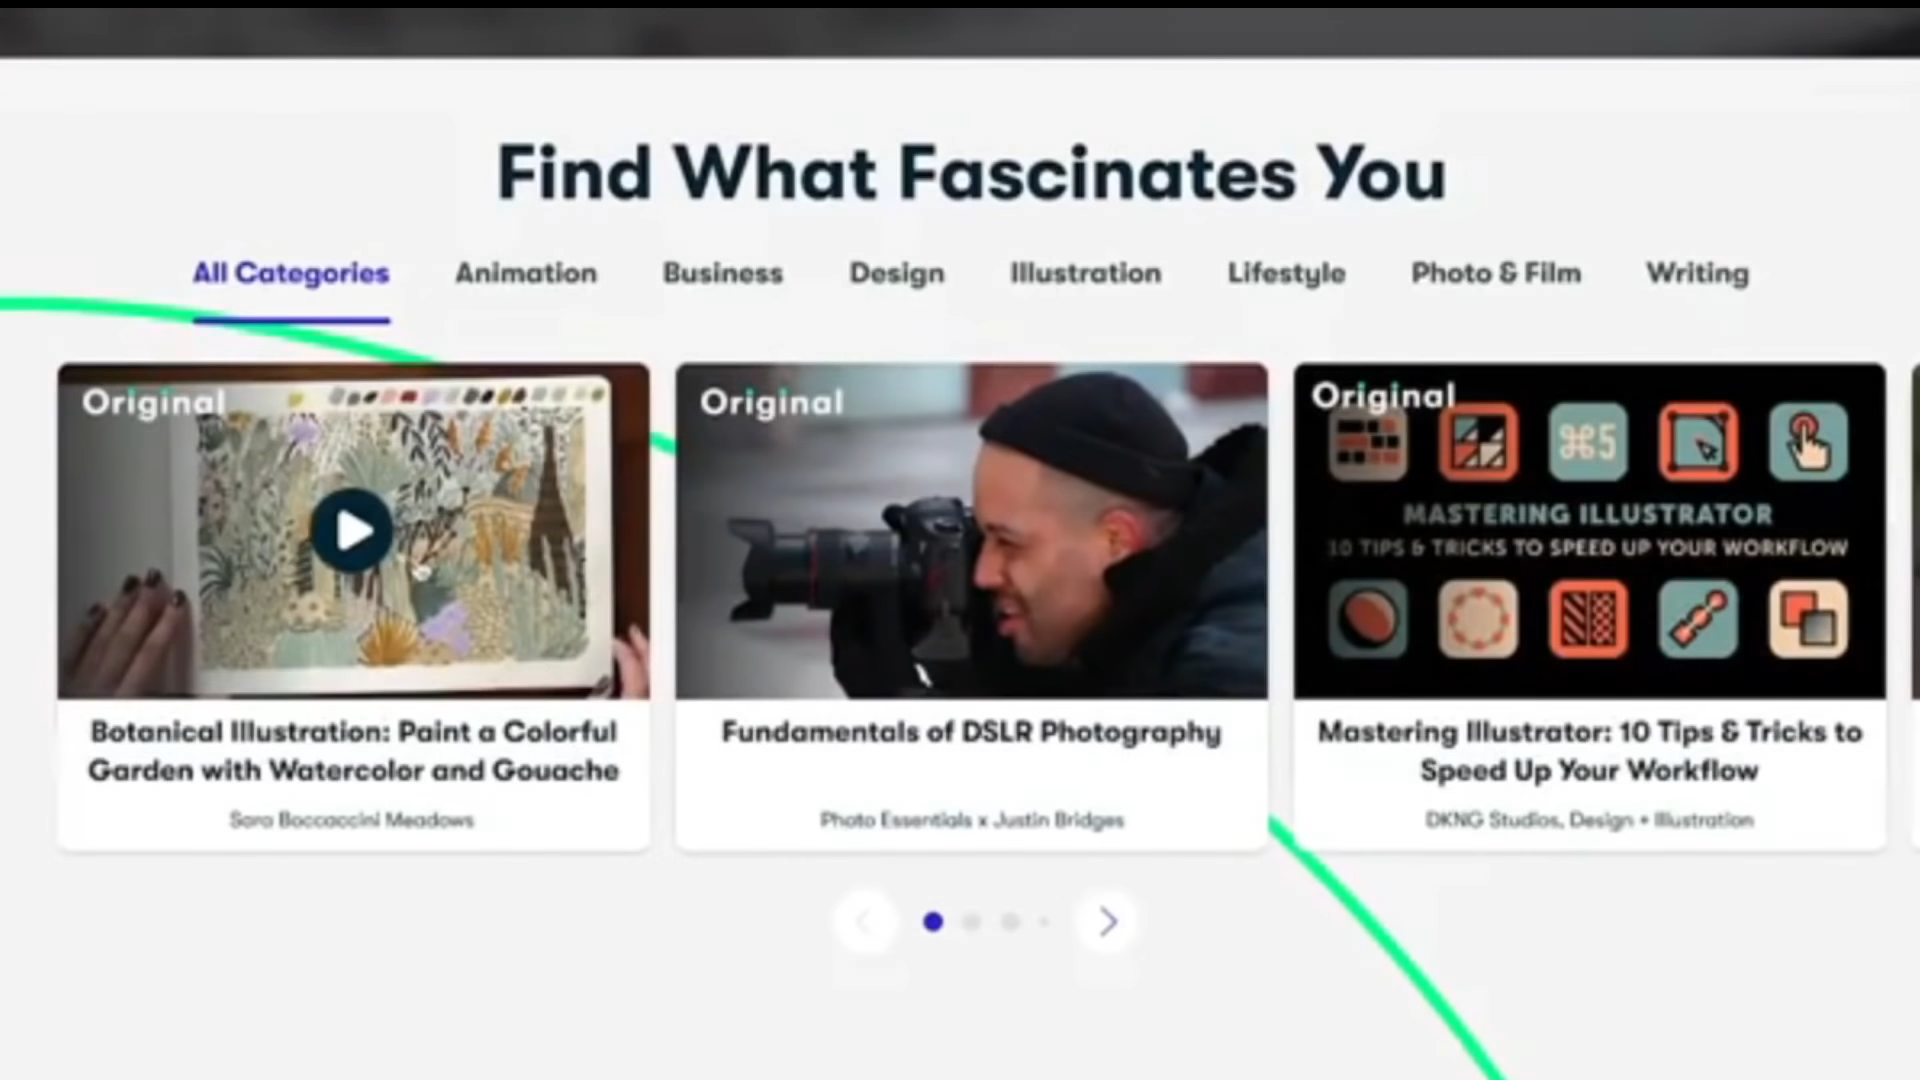 Find What Fascinates You
All Categories Animation Business Design Illustration Lifestyle Photo & Film Writing
Original
Original
Original
⌘5
MASTERING ILLUSTRATOR
10 TIPS & TRICKS TO SPEED UP YOUR WORKFLOW
Botanical Illustration: Paint a Colorful
Garden with Watercolor and Gouache
Sara Boccaccini Meadows
Fundamentals of DSLR Photography
Photo Essentials x Justin Bridges
Mastering Illustrator: 10 Tips & Tricks to
Speed Up Your Workflow
DKNG Studios, Design + Illustration